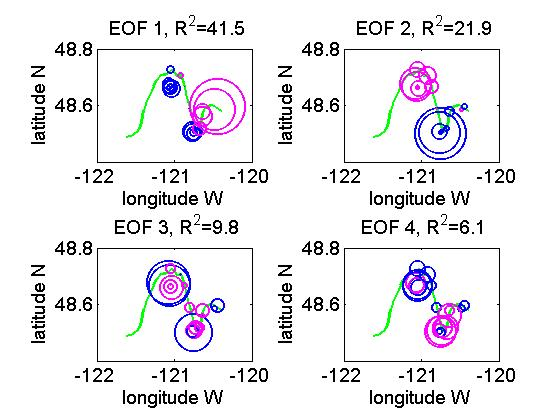 EOF 1, R²=41.5
48.8
48.6
latitude N
-122 -121 -120
longitude W
EOF 2, R²=21.9
48.8
48.6
latitude N
-122 -121 -120
longitude W
EOF 3, R²=9.8
48.8
48.6
latitude N
-122 -121 -120
longitude W
EOF 4, R²=6.1
48.8
48.6
latitude N
-122 -121 -120
longitude W